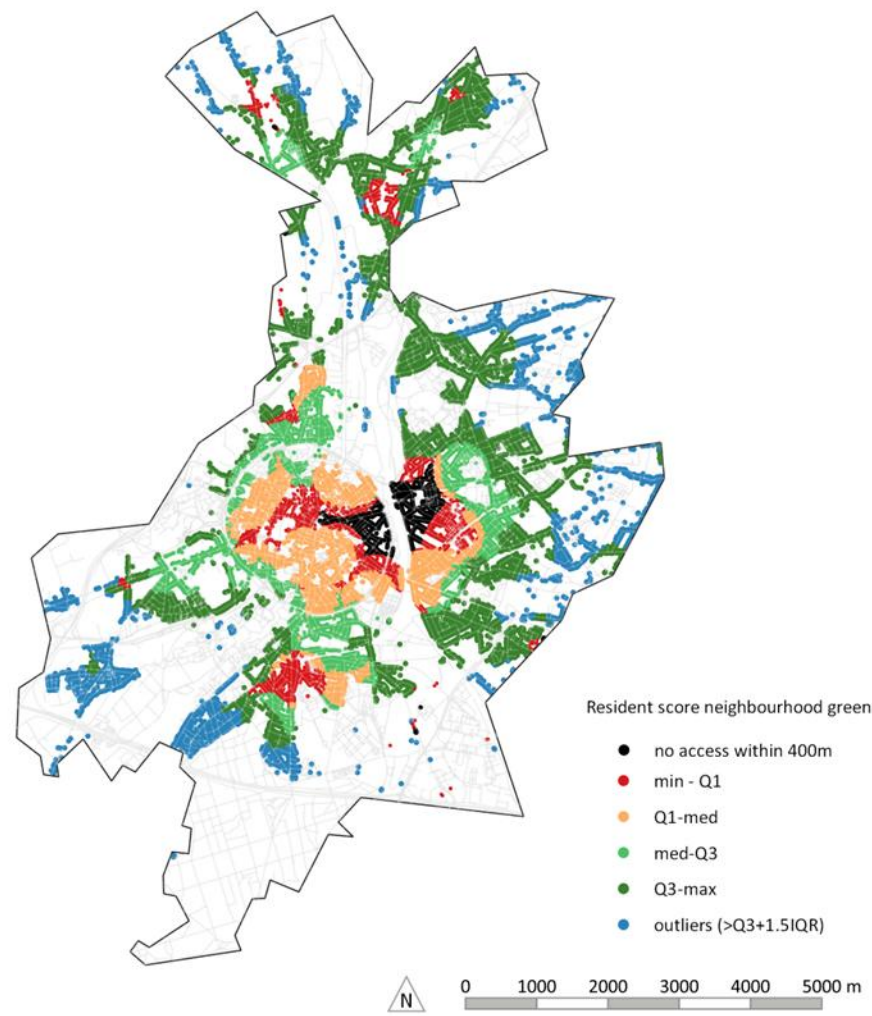 Resident score neighbourhood green
no access within 400m
min - Q1
Q1-med
med-Q3
Q3-max
outliers (>Q3+1.5IQR)
N
0 1000 2000 3000 4000 5000 m